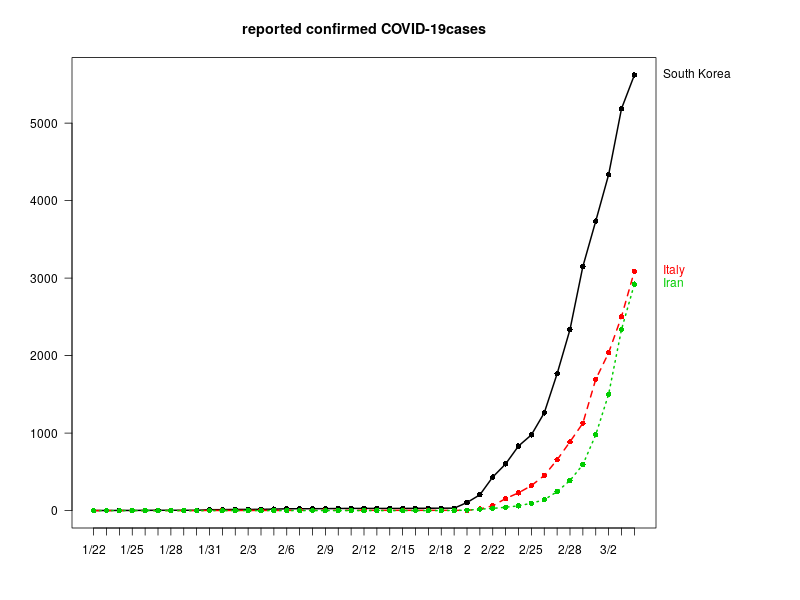 reported confirmed COVID-19cases
South Korea
5000
4000
3000
Italy
Iran
2000
1000
0
1/22 1/25 1/28 1/31 2/3 2/6 2/9 2/12 2/15 2/18 2 2/22 2/25 2/28 3/2